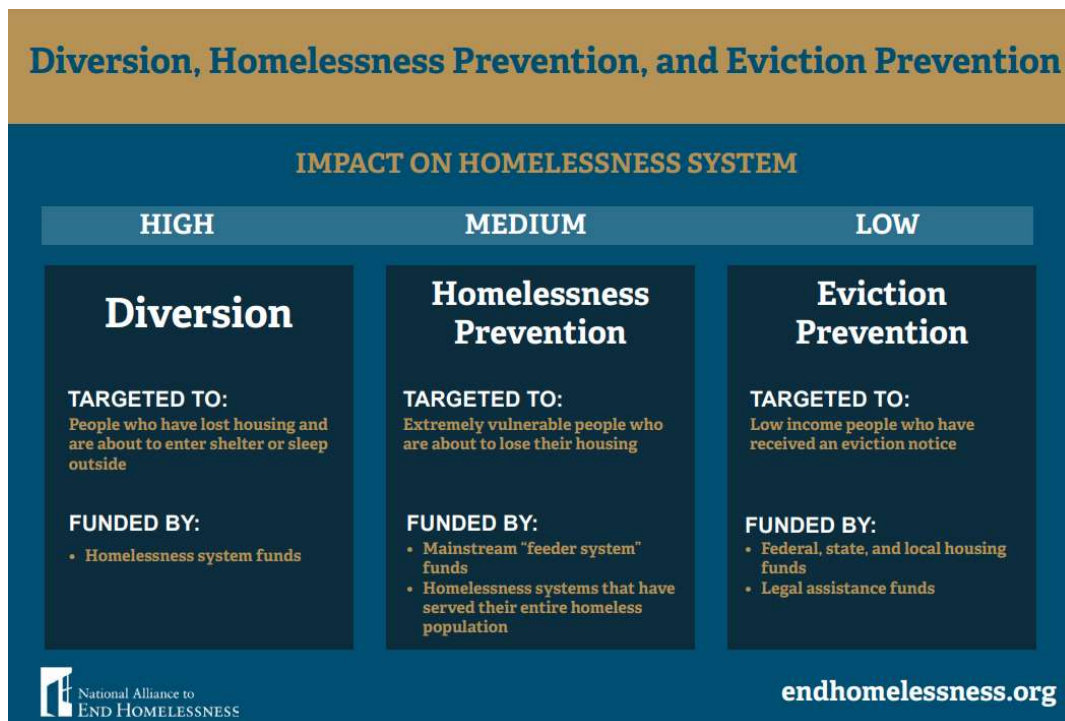 Diversion, Homelessness Prevention, and Eviction Prevention
IMPACT ON HOMELESSNESS SYSTEM
HIGH
MEDIUM
LOW
Diversion
TARGETED TO:
People who have lost housing and
are about to enter shelter or sleep
outside
FUNDED BY:
• Homelessness system funds
Homelessness
Prevention
TARGETED TO:
Extremely vulnerable people who
are about to lose their housing
FUNDED BY:
• Mainstream “feeder system”
funds
• Homelessness systems that have
served their entire homeless
population
Eviction
Prevention
TARGETED TO:
Low income people who have
received an eviction notice
FUNDED BY:
• Federal, state, and local housing
funds
• Legal assistance funds
National Alliance to
END HOMELESSNESS
endhomelessness.org